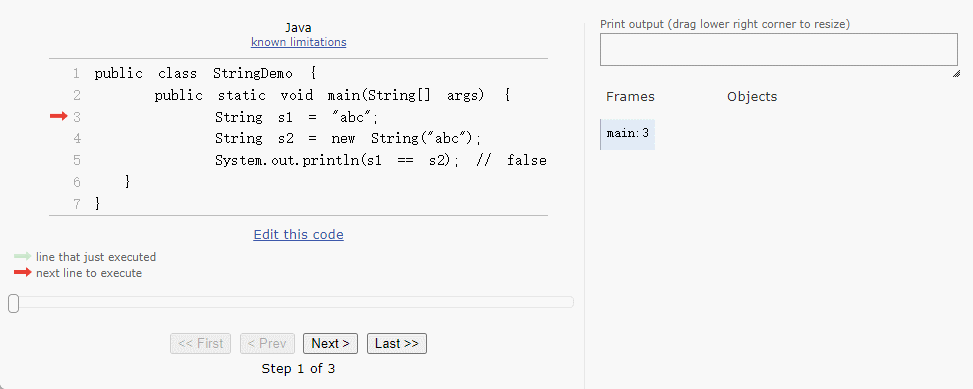 Java
known limitations
1 public class StringDemo {
2 public static void main(String[] args) {
3 String s1 = "abc";
4 String s2 = new String("abc");
5 System.out.println(s1 == s2); // false
6 }
7 }
Edit this code
line that just executed
next line to execute
<< First < Prev Next > Last >>
Step 1 of 3
Print output (drag lower right corner to resize)
Frames Objects
main:3